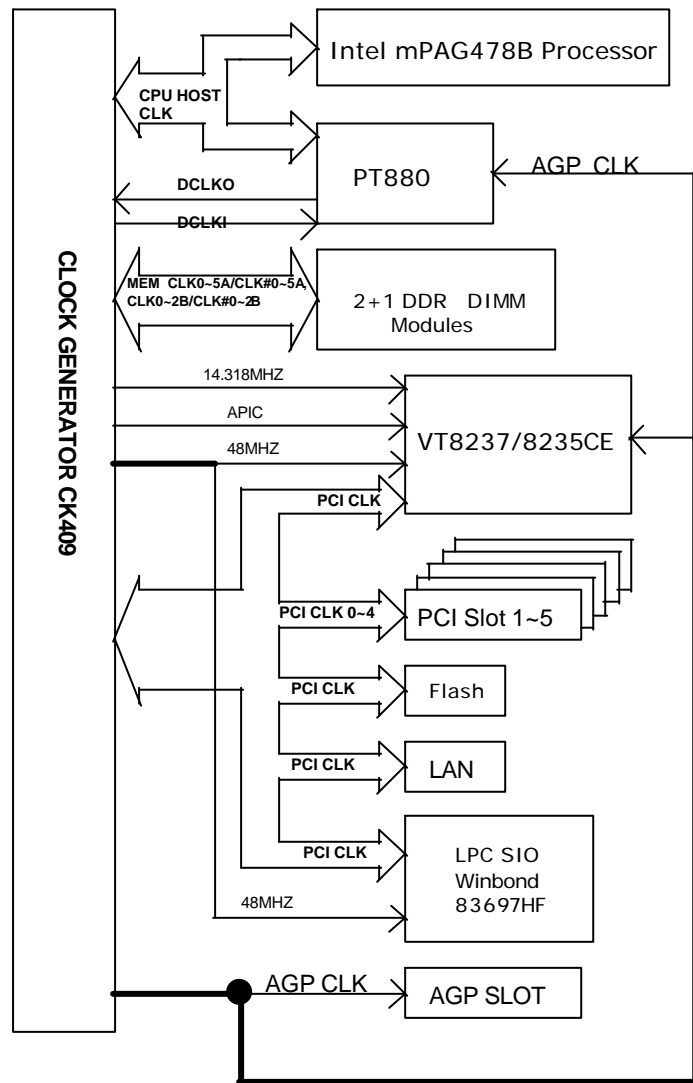 Intel mPAG478B Processor
CPU HOST
CLK
PT880
AGP CLK
DCLKO
DCLKI
CLOCK GENERATOR CK409
MEM CLK0~5A/CLK#0~5A,
CLK0~2B/CLK#0~2B
2+1 DDR DIMM
Modules
14.318MHZ
APIC
48MHZ
VT8237/8235CE
PCI CLK
PCI CLK 0~4
PCI Slot 1~5
PCI CLK
Flash
PCI CLK
LAN
PCI CLK
LPC SIO
Winbond
83697HF
48MHZ
AGP CLK
AGP SLOT